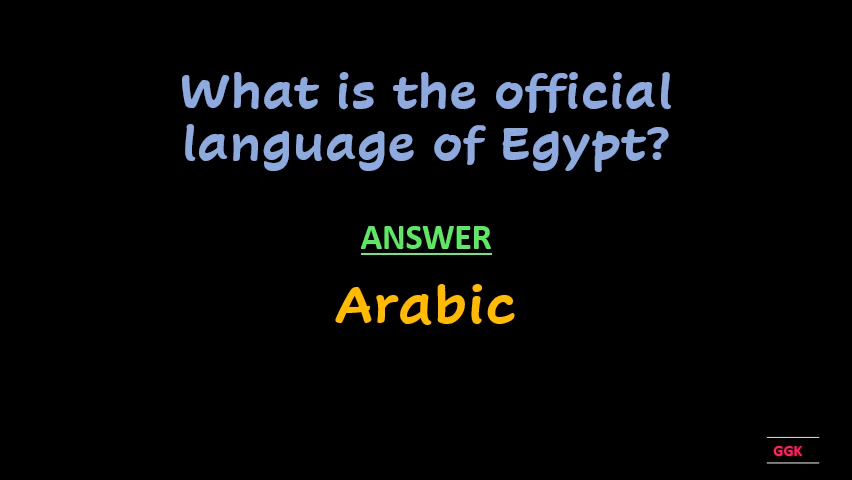 What is the official
language of Egypt?
ANSWER
Arabic
GGK